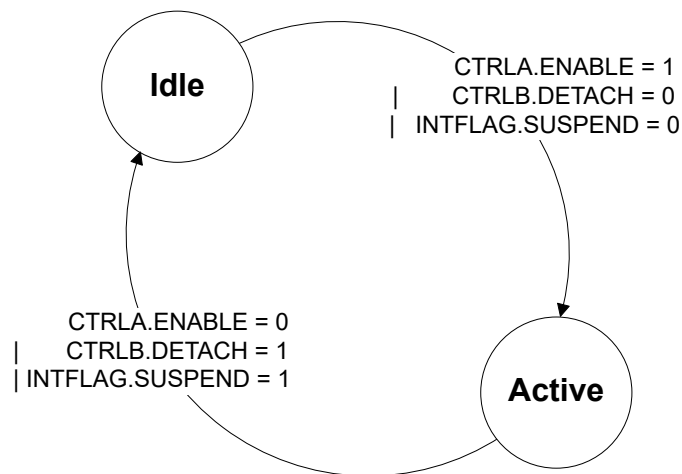 Idle
CTRLA.ENABLE = 1
| CTRLB.DETACH = 0
| INTFLAG.SUSPEND = 0
CTRLA.ENABLE = 0
| CTRLB.DETACH = 1
| INTFLAG.SUSPEND = 1
Active